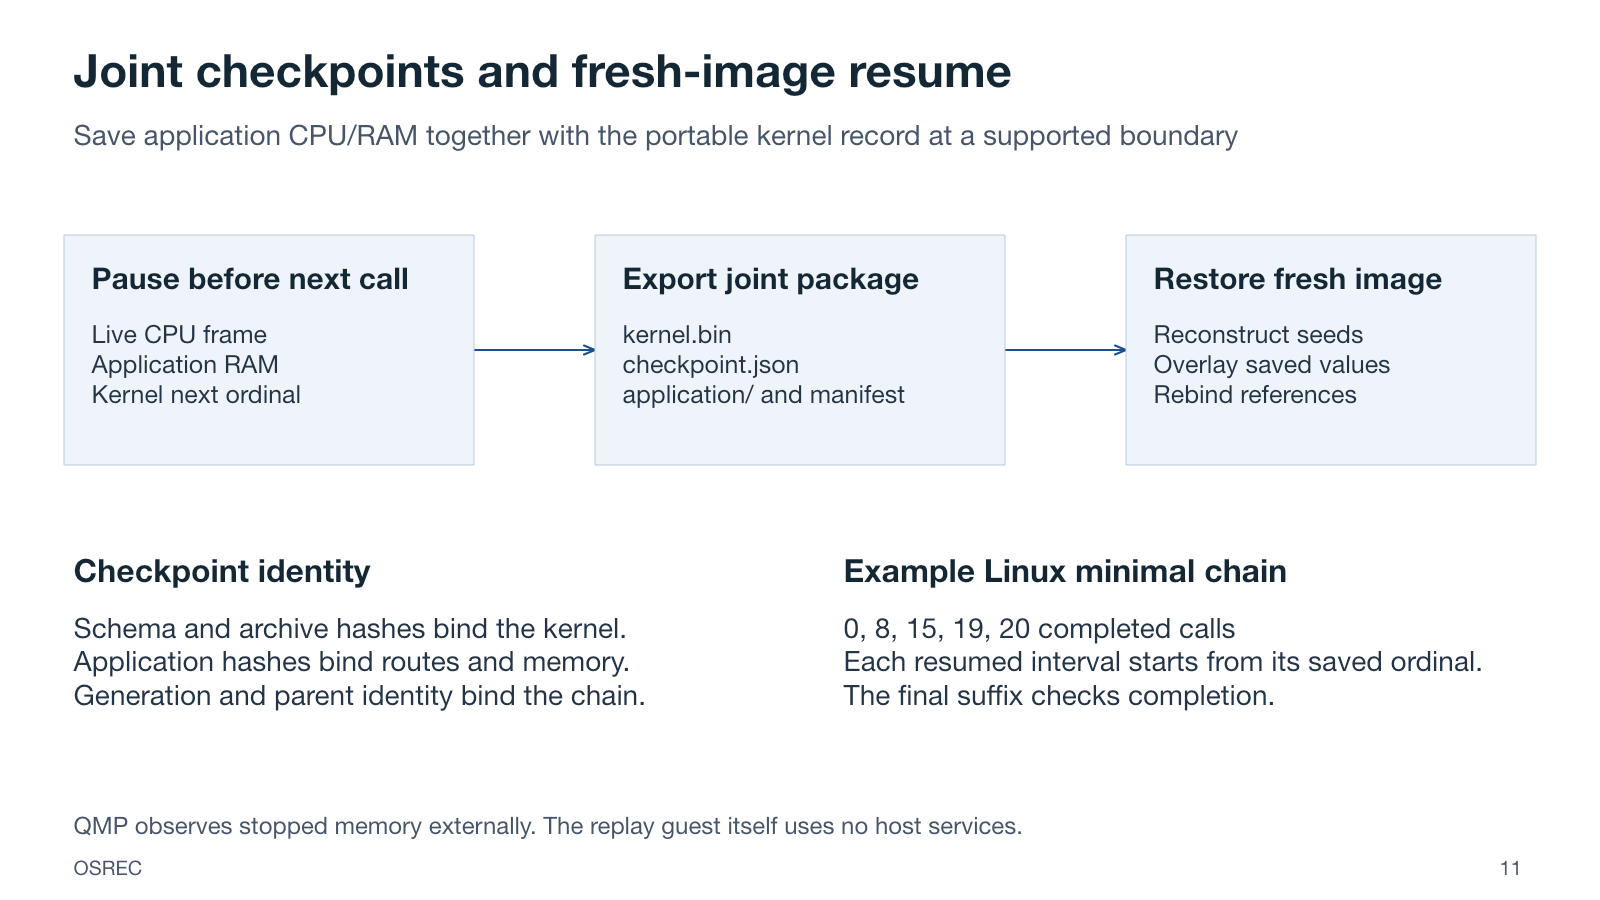 Joint checkpoints and fresh-image resume
Save application CPU/RAM together with the portable kernel record at a supported boundary
Pause before next call
Live CPU frame
Application RAM
Kernel next ordinal
Export joint package
kernel.bin
checkpoint.json
application/ and manifest
Restore fresh image
Reconstruct seeds
Overlay saved values
Rebind references
Checkpoint identity
Schema and archive hashes bind the kernel.
Application hashes bind routes and memory.
Generation and parent identity bind the chain.
Example Linux minimal chain
0, 8, 15, 19, 20 completed calls
Each resumed interval starts from its saved ordinal.
The final suffix checks completion.
QMP observes stopped memory externally. The replay guest itself uses no host services.
OSREC
11